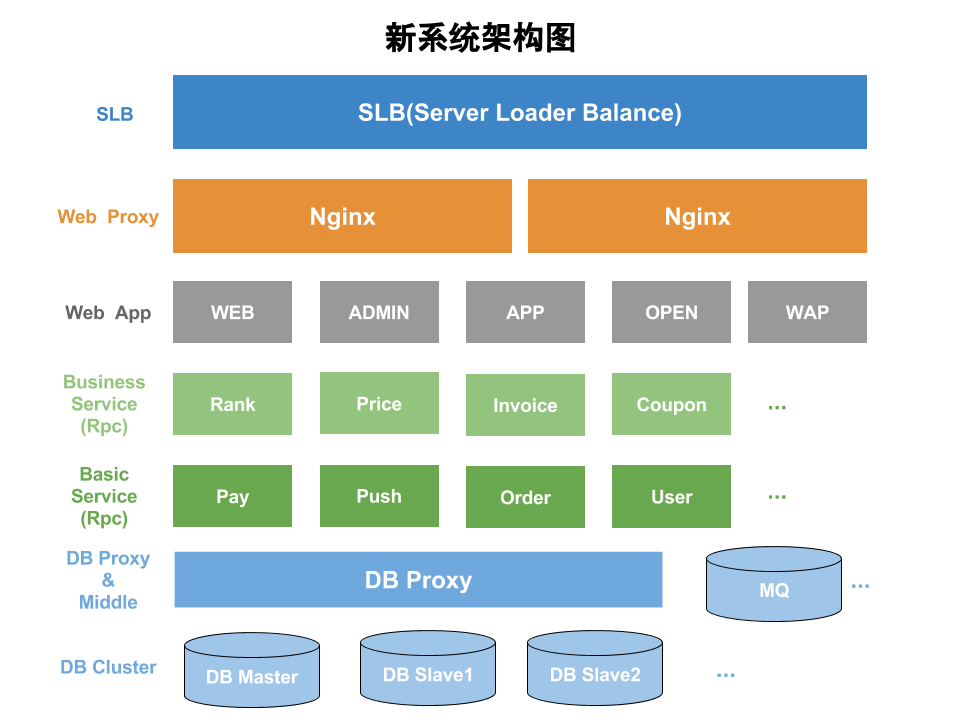 新系统架构图
SLB
SLB(Server Loader Balance)
Web Proxy
Nginx
Nginx
Web App
WEB
ADMIN
APP
OPEN
WAP
Business
Service
(Rpc)
Rank
Price
Invoice
Coupon
...
Basic
Service
(Rpc)
Pay
Push
Order
User
...
DB Proxy
&
Middle
DB Proxy
MQ
...
DB Cluster
DB Master
DB Slave1
DB Slave2
...